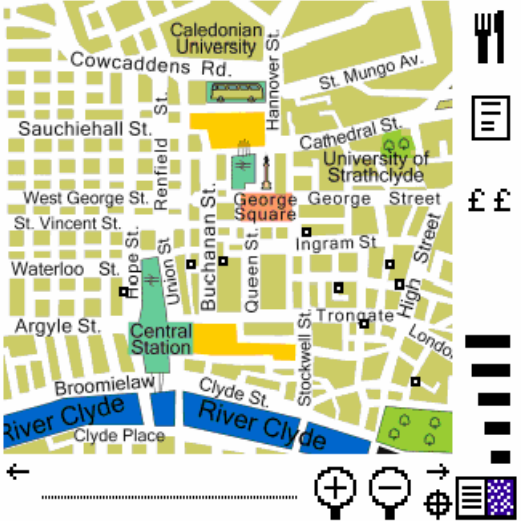 Caledonian
University
Cowcaddens Rd.
Hannover St.
St. Mungo Av.
St.
Renfield
Sauchiehall St.
Cathedral St.
University of
Strathclyde
West George St.
George
Square
George Street
St. Vincent St.
Buchanan St.
Queen St.
Ingram St
High Street
Hope St.
Union St
Waterloo St.
Argyle St.
Central
Station
Trongate
Stockwell St.
Londo
Broomielaw
Clyde St.
River Clyde
River Clyde
Clyde Place
£ £